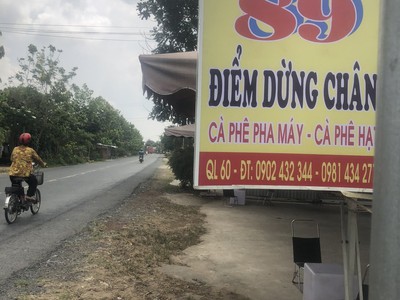 89
ĐIỂM DỪNG CHÂN
CÀ PHÊ PHA MÁY - CÀ PHÊ HẠ
QL 60 - ĐT: 0902 432 344 - 0981 434 27